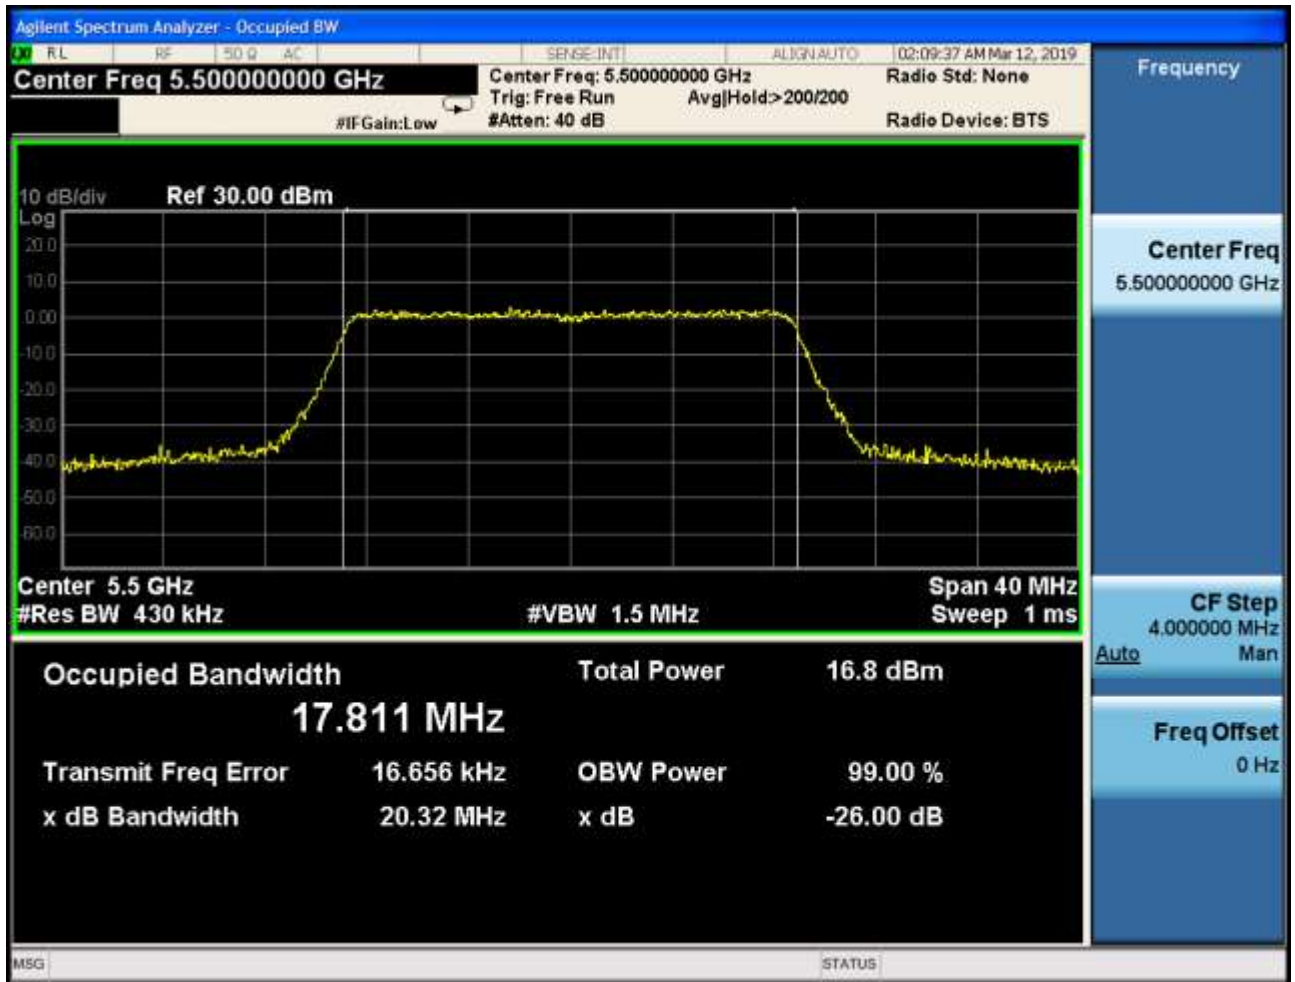 Agilent Spectrum Analyzer - Occupied BW
LXI RL RF 50 Ω AC SENSE:INT ALIGN AUTO 02:09:37 AM Mar 12, 2019
Center Freq 5.500000000 GHz
Center Freq: 5.500000000 GHz
Radio Std: None
Trig: Free Run Avg|Hold:>200/200
#IFGain:Low
#Atten: 40 dB
Radio Device: BTS
10 dB/div Ref 30.00 dBm
Log
20.0
10.0
0.00
-10.0
-20.0
-30.0
-40.0
-50.0
-60.0
Center 5.5 GHz Span 40 MHz
#Res BW 430 kHz #VBW 1.5 MHz Sweep 1 ms
Occupied Bandwidth Total Power 16.8 dBm
17.811 MHz
Transmit Freq Error 16.656 kHz OBW Power 99.00 %
x dB Bandwidth 20.32 MHz x dB -26.00 dB
Frequency
Center Freq
5.500000000 GHz
CF Step
4.000000 MHz
Auto Man
Freq Offset
0 Hz
MSG STATUS